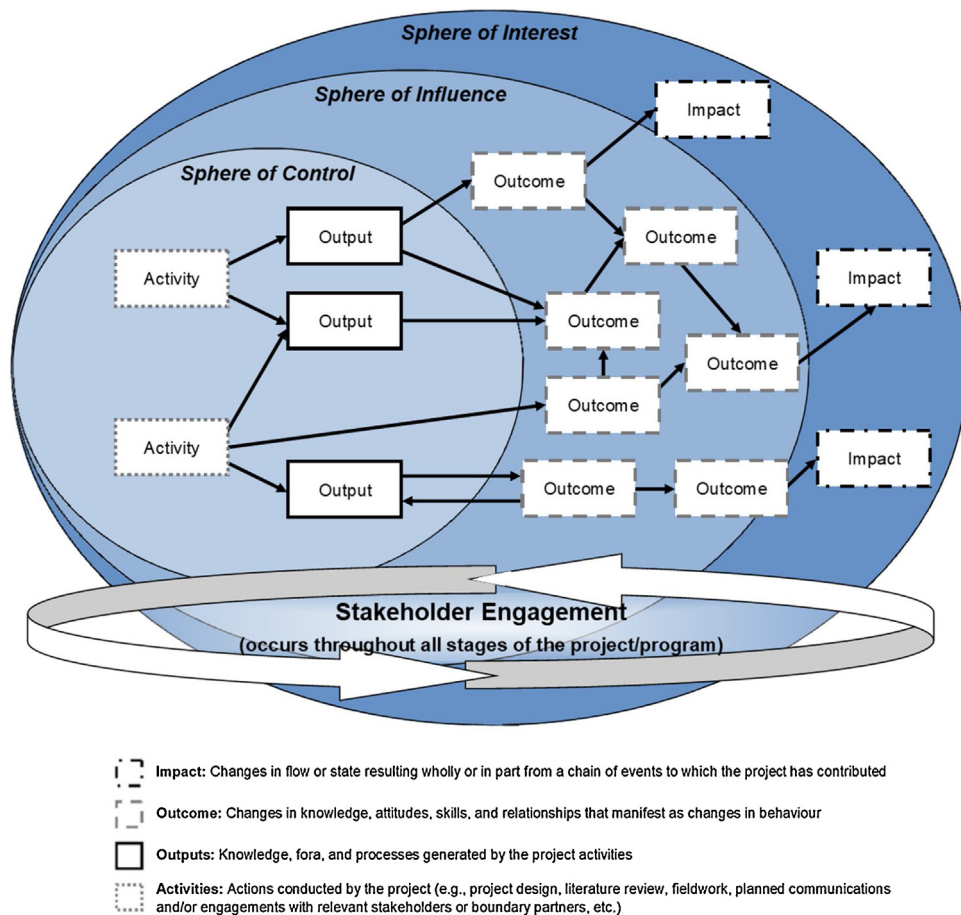 Sphere of Interest
Sphere of Influence
Impact
Sphere of Control
Outcome
Output
Outcome
Activity
Impact
Output
Outcome
Outcome
Outcome
Activity
Impact
Output
Outcome
Outcome
Stakeholder Engagement
(occurs throughout all stages of the project/program)
Impact: Changes in flow or state resulting wholly or in part from a chain of events to which the project has contributed
Outcome: Changes in knowledge, attitudes, skills, and relationships that manifest as changes in behaviour
Outputs: Knowledge, fora, and processes generated by the project activities
Activities: Actions conducted by the project (e.g., project design, literature review, fieldwork, planned communications
and/or engagements with relevant stakeholders or boundary partners, etc.)